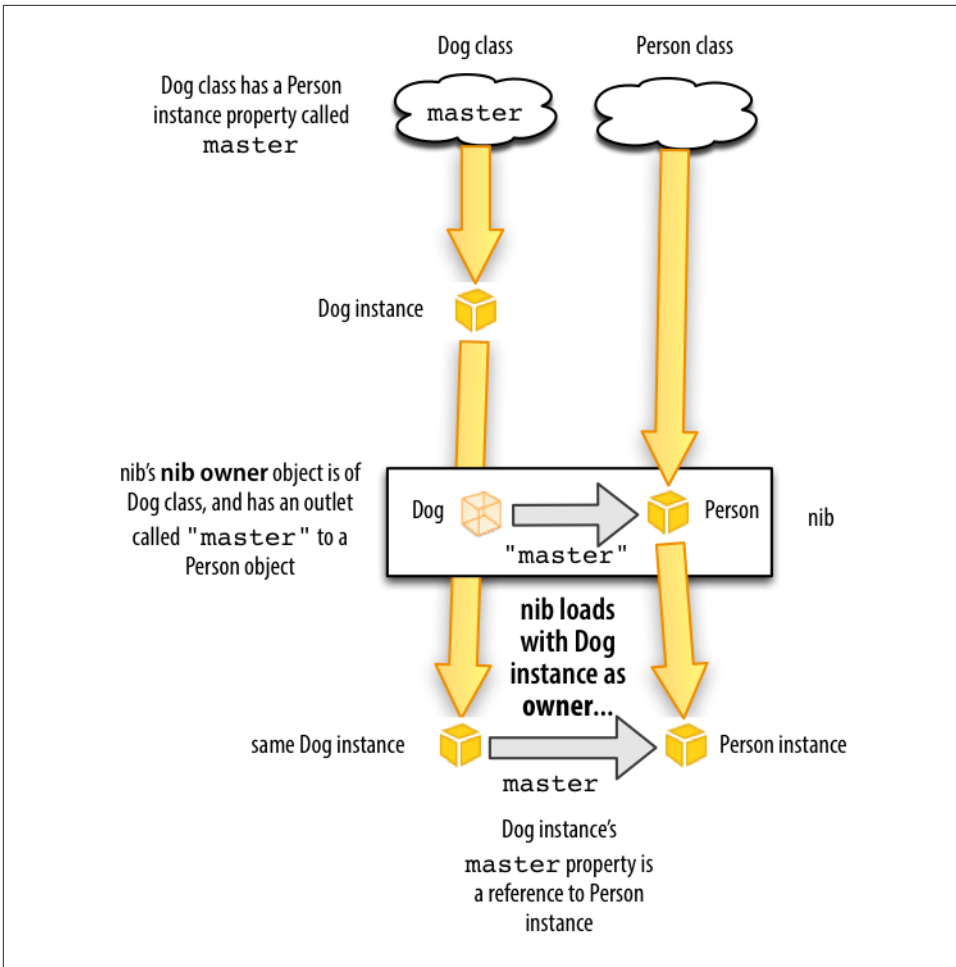 Dog class
Person class
Dog class has a Person
instance property called
master
master
Dog instance
nib's nib owner object is of
Dog class, and has an outlet
called "master" to a
Person object
Dog
"master"
Person
nib
nib loads
with Dog
instance as
owner...
same Dog instance
master
Person instance
Dog instance's
master property is
a reference to Person
instance